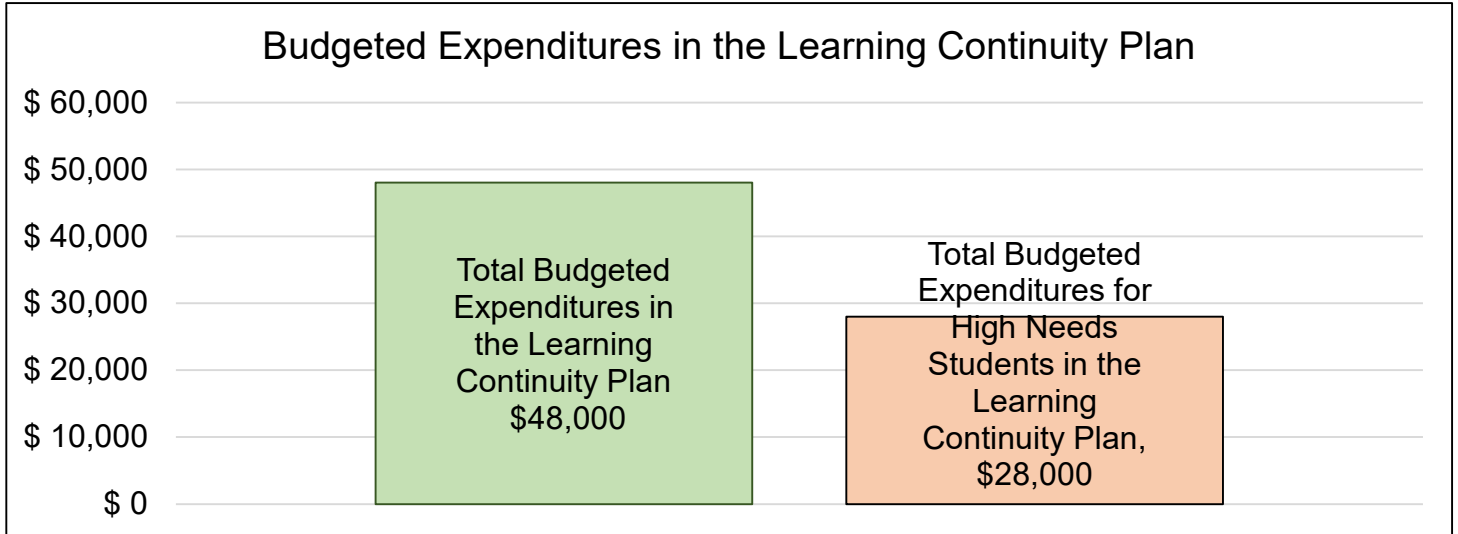 Budgeted Expenditures in the Learning Continuity Plan
$ 60,000
$ 50,000
$ 40,000
$ 30,000
$ 20,000
$ 10,000
$ 0
Total Budgeted
Expenditures in
the Learning
Continuity Plan
$48,000
Total Budgeted
Expenditures for
High Needs
Students in the
Learning
Continuity Plan,
$28,000